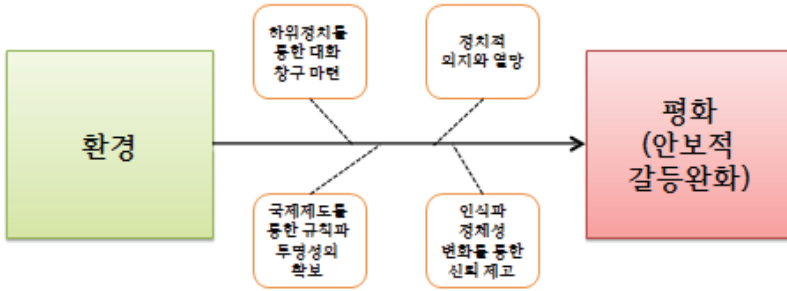 하위정치를
통한 대화
창구 마련
정치적
의지와 열망
환경
평화
(안보적
갈등완화)
국제제도를
통한 규칙과
투명성의
확보
인식과
정체성
변화를 통한
신뢰 제고